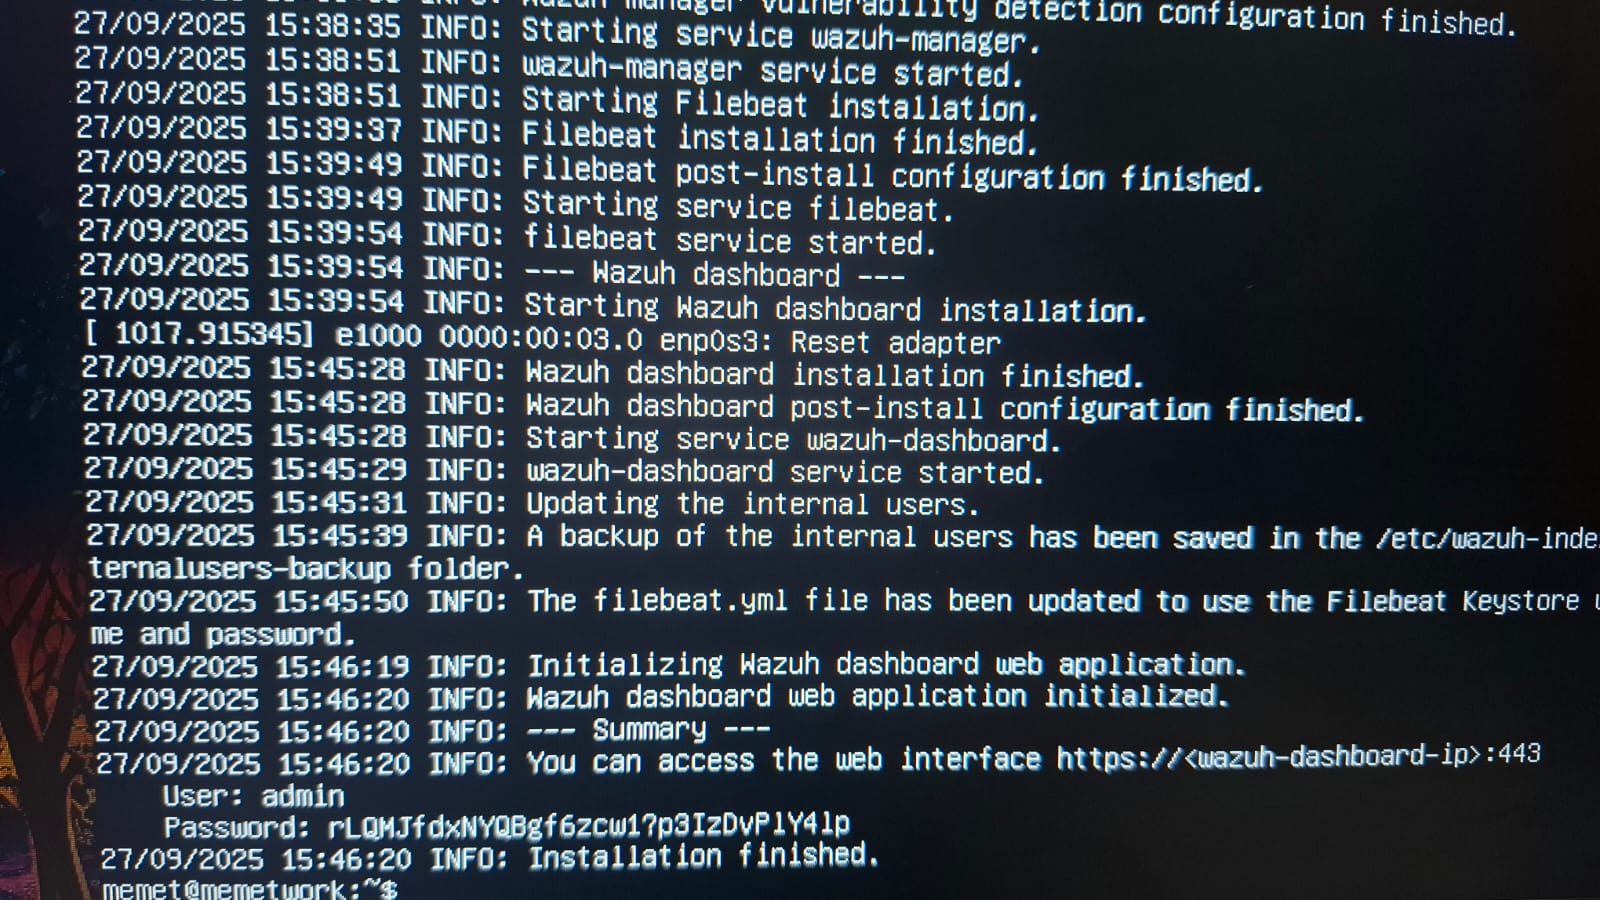 wazuh manager vulnerability detection configuration finished.
27/09/2025 15:38:35 INFO: Starting service wazuh-manager.
27/09/2025 15:38:51 INFO: wazuh-manager service started.
27/09/2025 15:38:51 INFO: Starting Filebeat installation.
27/09/2025 15:39:37 INFO: Filebeat installation finished.
27/09/2025 15:39:49 INFO: Filebeat post-install configuration finished.
27/09/2025 15:39:49 INFO: Starting service filebeat.
27/09/2025 15:39:54 INFO: filebeat service started.
27/09/2025 15:39:54 INFO: --- Wazuh dashboard ---
27/09/2025 15:39:54 INFO: Starting Wazuh dashboard installation.
[ 1017.915345] e1000 0000:00:03.0 enp0s3: Reset adapter
27/09/2025 15:45:28 INFO: Wazuh dashboard installation finished.
27/09/2025 15:45:28 INFO: Wazuh dashboard post-install configuration finished.
27/09/2025 15:45:28 INFO: Starting service wazuh-dashboard.
27/09/2025 15:45:29 INFO: wazuh-dashboard service started.
27/09/2025 15:45:31 INFO: Updating the internal users.
27/09/2025 15:45:39 INFO: A backup of the internal users has been saved in the /etc/wazuh-inde
ternalusers-backup folder.
27/09/2025 15:45:50 INFO: The filebeat.yml file has been updated to use the Filebeat Keystore
me and password.
27/09/2025 15:46:19 INFO: Initializing Wazuh dashboard web application.
27/09/2025 15:46:20 INFO: Wazuh dashboard web application initialized.
27/09/2025 15:46:20 INFO: --- Summary ---
27/09/2025 15:46:20 INFO: You can access the web interface https://<wazuh-dashboard-ip>:443
User: admin
Password: rLQMJfdxNYQBgf6zcw1?p3IzDvPlY4lp
27/09/2025 15:46:20 INFO: Installation finished.
memet@memetwork:~$